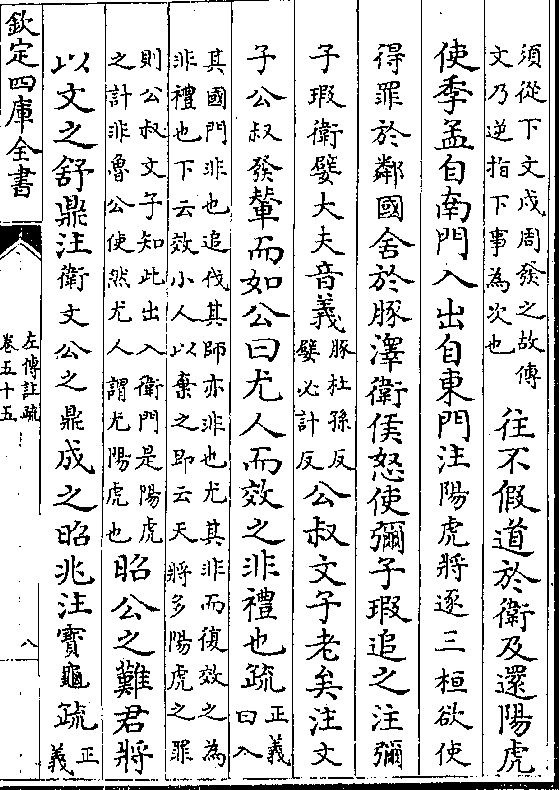 須從下文成周發之故傳
文乃逆指下事為次也
往不假道於衛及還陽虎
使季孟自南門入出自東門注陽虎將逐三桓欲使
得罪於鄰國舍於豚澤衛侯怒使彌子瑕追之注彌
子瑕衛嬖大夫音義
豚杜孫反
嬖必計反
公叔文子老矣注文
子公叔發輦而如公曰尤人而效之非禮也疏
正義
曰入
其國門非也追伐其師亦非也尤其非而復效之為
非禮也下云效小人以棄之即云天將多陽虎之罪
則公叔文子知此出入衛門是陽虎
之計非魯公使然尤人謂尤陽虎也
昭公之難君將
以文之舒鼎注衛文公之鼎成之昭兆注寶龜疏
正
義
欽定四庫全書
左傳註疏
卷五十五
八